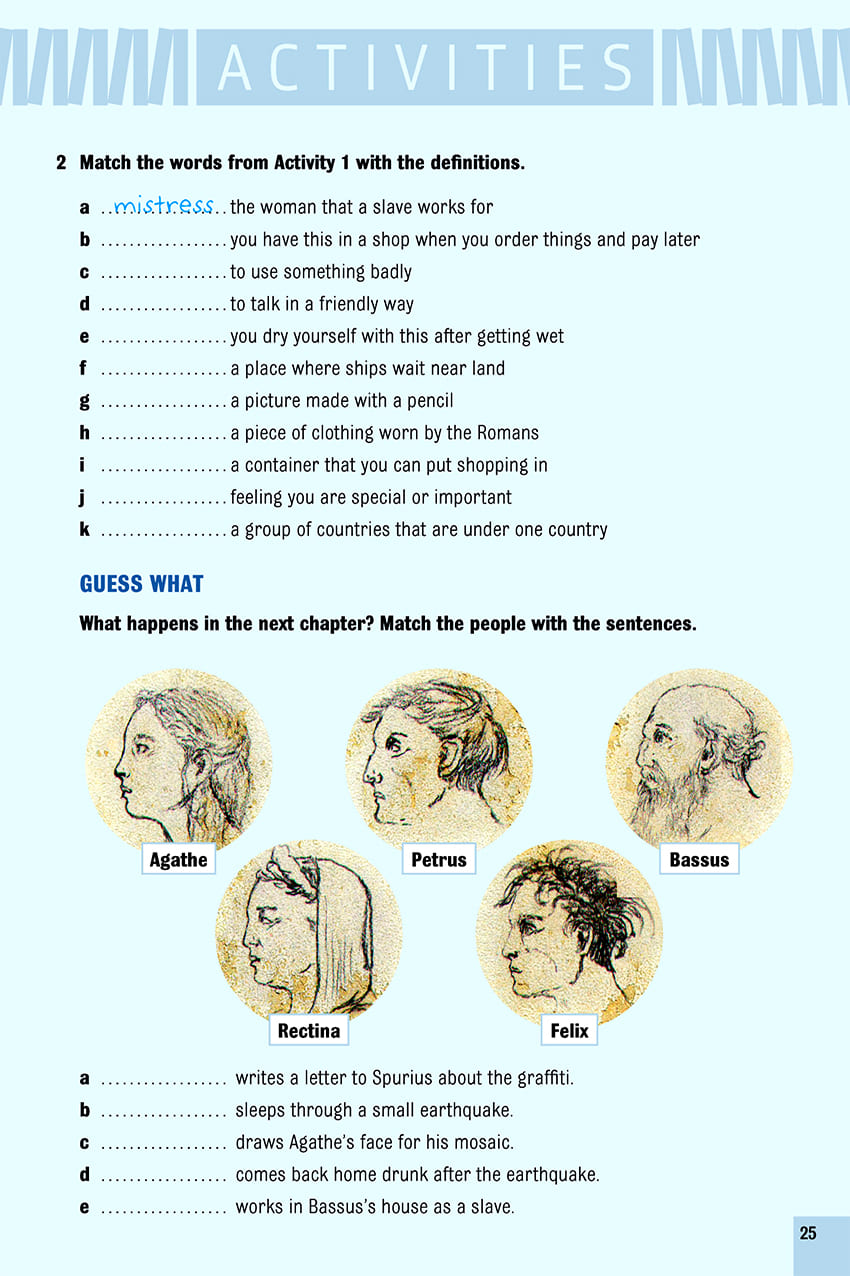 ACTIVITIES
2 Match the words from Activity 1 with the definitions.
a ..mistress.. the woman that a slave works for
b .................. you have this in a shop when you order things and pay later
c .................. to use something badly
d .................. to talk in a friendly way
e .................. you dry yourself with this after getting wet
f .................. a place where ships wait near land
g .................. a picture made with a pencil
h .................. a piece of clothing worn by the Romans
i .................. a container that you can put shopping in
j .................. feeling you are special or important
k .................. a group of countries that are under one country
GUESS WHAT
What happens in the next chapter? Match the people with the sentences.
Agathe Petrus Bassus
Rectina Felix
a .................. writes a letter to Spurius about the graffiti.
b .................. sleeps through a small earthquake.
c .................. draws Agathe's face for his mosaic.
d .................. comes back home drunk after the earthquake.
e .................. works in Bassus's house as a slave.
25